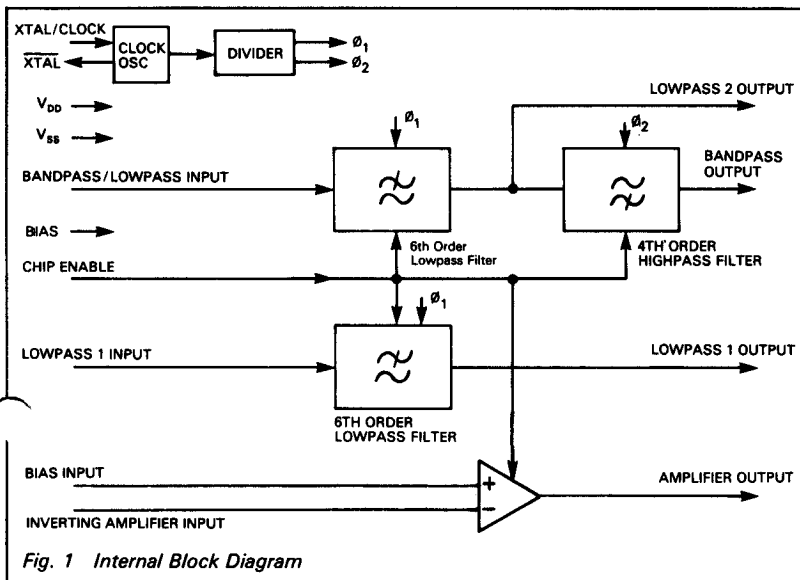 XTAL/CLOCK
XTAL
CLOCK
OSC
DIVIDER
Ø1
Ø2
VDD
VSS
LOWPASS 2 OUTPUT
Ø1
Ø2
BANDPASS/LOWPASS INPUT
BANDPASS
OUTPUT
BIAS
6th Order
Lowpass Filter
4TH ORDER
HIGHPASS FILTER
CHIP ENABLE
Ø1
LOWPASS 1 INPUT
LOWPASS 1 OUTPUT
6TH ORDER
LOWPASS FILTER
BIAS INPUT
+
−
AMPLIFIER OUTPUT
INVERTING AMPLIFIER INPUT
Fig. 1 Internal Block Diagram